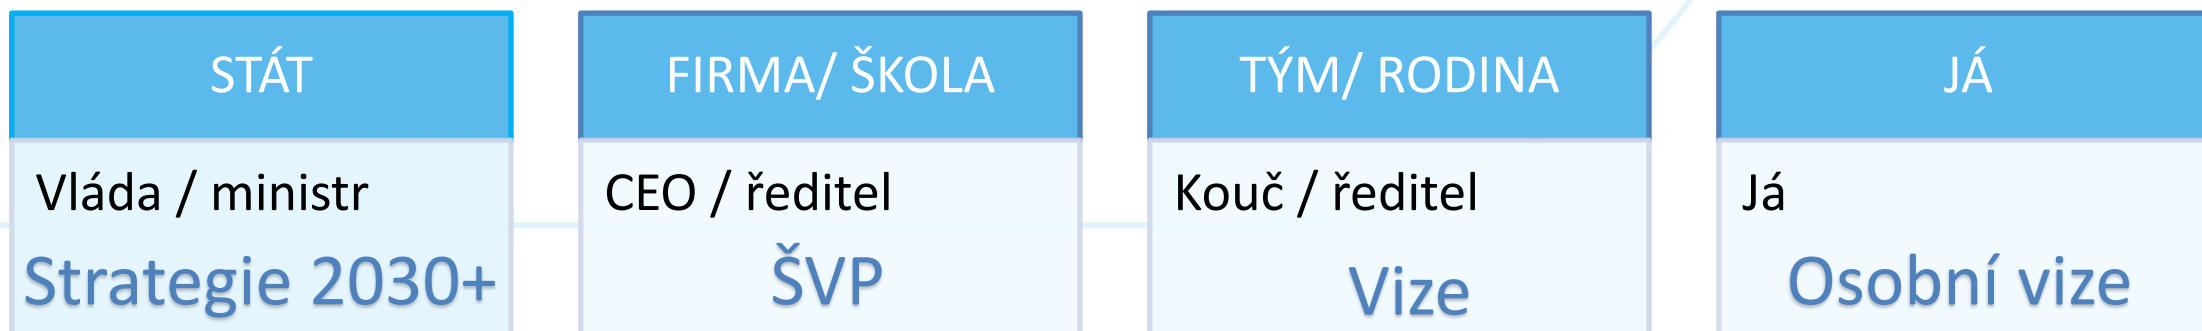 STÁT
Vláda / ministr
Strategie 2030+
FIRMA/ ŠKOLA
CEO / ředitel
ŠVP
TÝM/ RODINA
Kouč / ředitel
Vize
JÁ
Já
Osobní vize